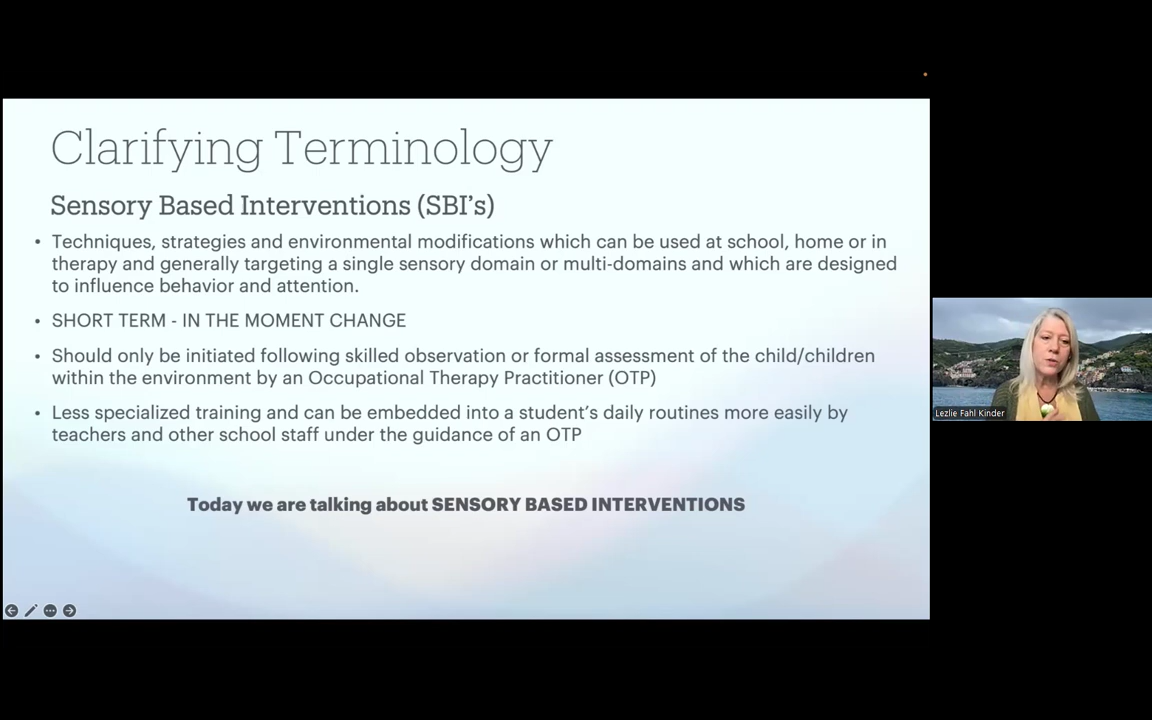 Clarifying Terminology
Sensory Based Interventions (SBI's)
• Techniques, strategies and environmental modifications which can be used at school, home or in
therapy and generally targeting a single sensory domain or multi-domains and which are designed
to influence behavior and attention.
• SHORT TERM - IN THE MOMENT CHANGE
• Should only be initiated following skilled observation or formal assessment of the child/children
within the environment by an Occupational Therapy Practitioner (OTP)
• Less specialized training and can be embedded into a student's daily routines more easily by
teachers and other school staff under the guidance of an OTP
Today we are talking about SENSORY BASED INTERVENTIONS
Lezlie Fahl Kinder